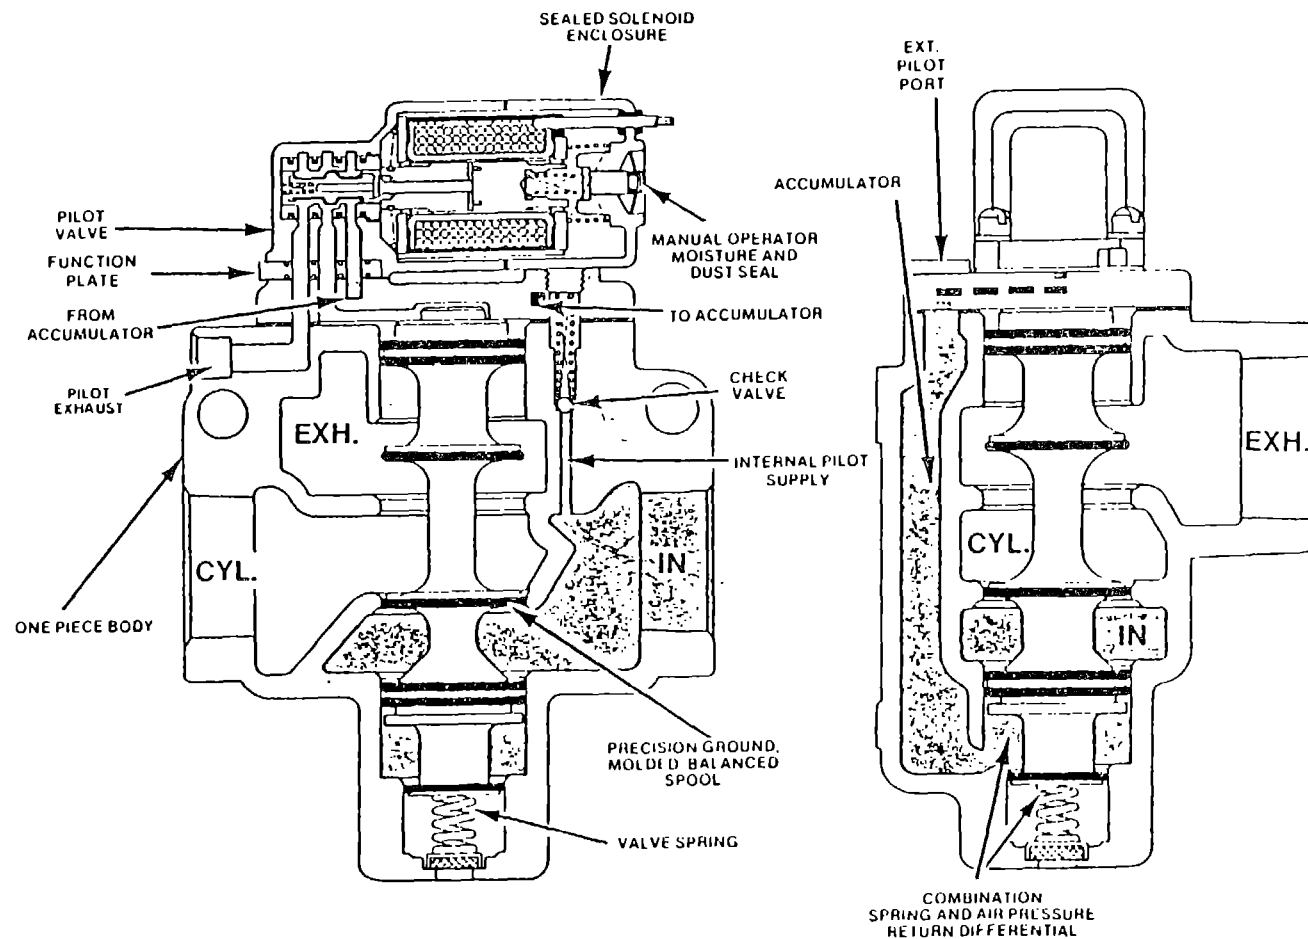 SEALED SOLENOID
ENCLOSURE
EXT.
PILOT
PORT
ACCUMULATOR
PILOT
VALVE
FUNCTION
PLATE
FROM
ACCUMULATOR
PILOT
EXHAUST
MANUAL OPERATOR
MOISTURE AND
DUST SEAL
TO ACCUMULATOR
CHECK
VALVE
EXH.
INTERNAL PILOT
SUPPLY
EXH.
CYL.
IN
CYL.
IN
ONE PIECE BODY
PRECISION GROUND,
MOLDED BALANCED
SPOOL
VALVE SPRING
COMBINATION
SPRING AND AIR PRESSURE
RETURN DIFFERENTIAL